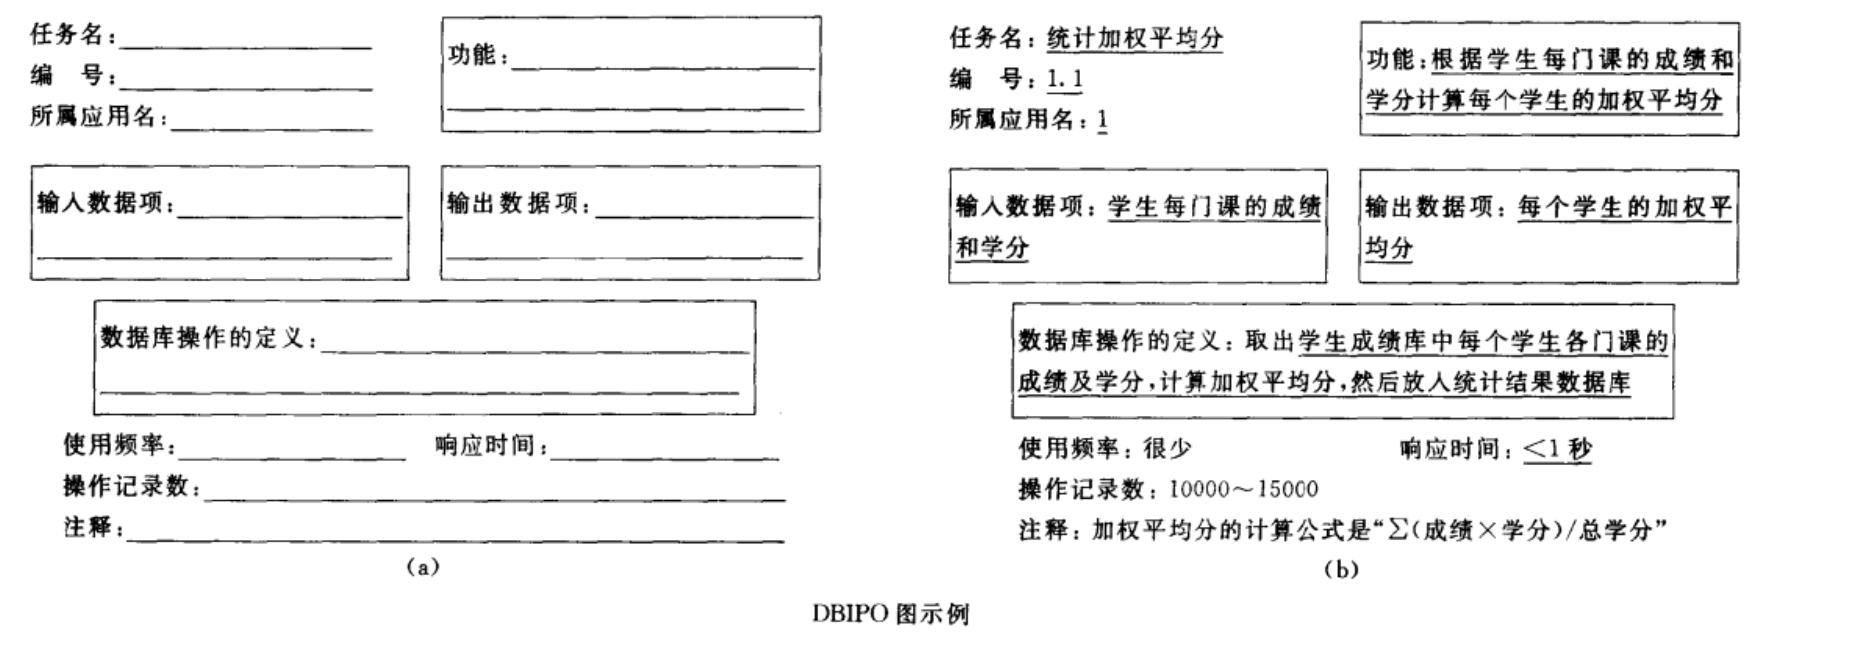 任务名:
编 号:
所属应用名:
功能:
输入数据项:
输出数据项:
数据库操作的定义:
使用频率:
响应时间:
操作记录数:
注释:
(a)
任务名:统计加权平均分
编 号:1.1
所属应用名:1
功能:根据学生每门课的成绩和
学分计算每个学生的加权平均分
输入数据项:学生每门课的成绩
和学分
输出数据项:每个学生的加权平
均分
数据库操作的定义:取出学生成绩库中每个学生各门课的
成绩及学分,计算加权平均分,然后放入统计结果数据库
使用频率:很少
响应时间:<1秒
操作记录数:10000~15000
注释:加权平均分的计算公式是“∑(成绩×学分)/总学分”
(b)
DBIPO 图示例